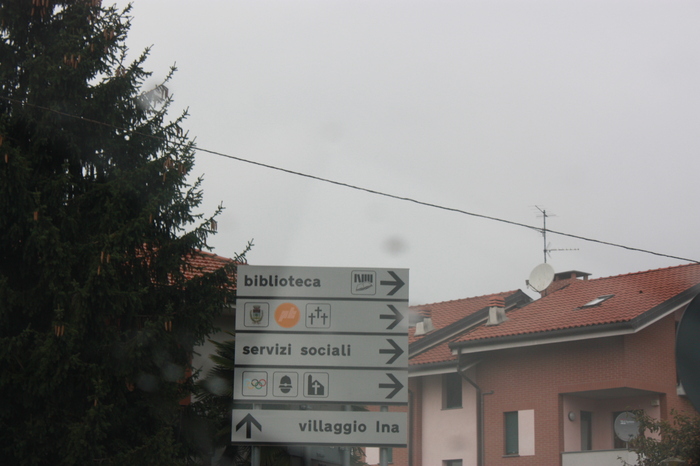 biblioteca
servizi sociali
villaggio Ina